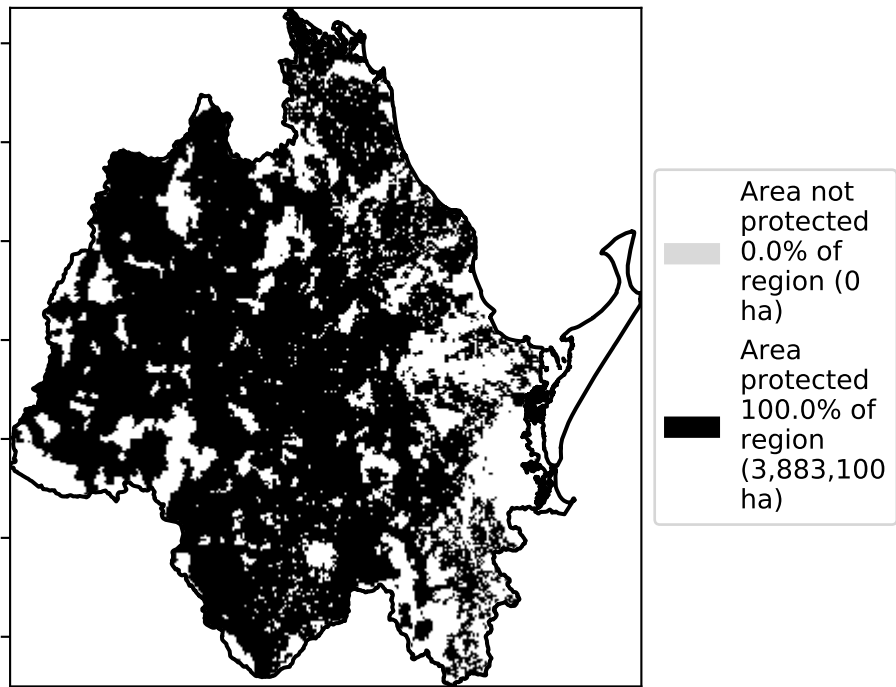 Area not
protected
0.0% of
region (0
ha)
Area
protected
100.0% of
region
(3,883,100
ha)